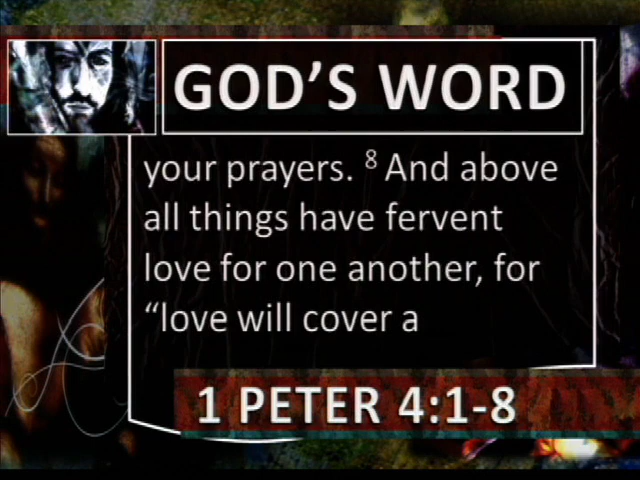 GOD'S WORD
your prayers. ⁸ And above
all things have fervent
love for one another, for
“love will cover a
1 PETER 4:1-8